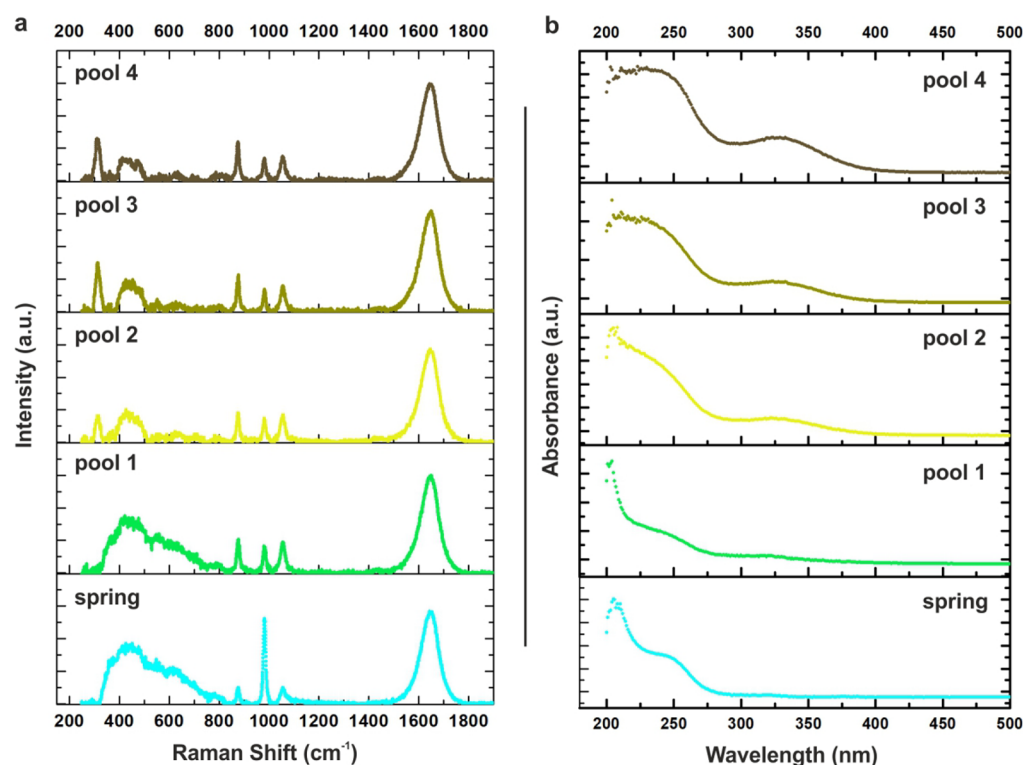 a
200 400 600 800 1000 1200 1400 1600 1800
pool 4
pool 3
pool 2
pool 1
spring
Intensity (a.u.)
200 400 600 800 1000 1200 1400 1600 1800
Raman Shift (cm⁻¹)
b
200 250 300 350 400 450 500
pool 4
pool 3
pool 2
pool 1
spring
Absorbance (a.u.)
200 250 300 350 400 450 500
Wavelength (nm)